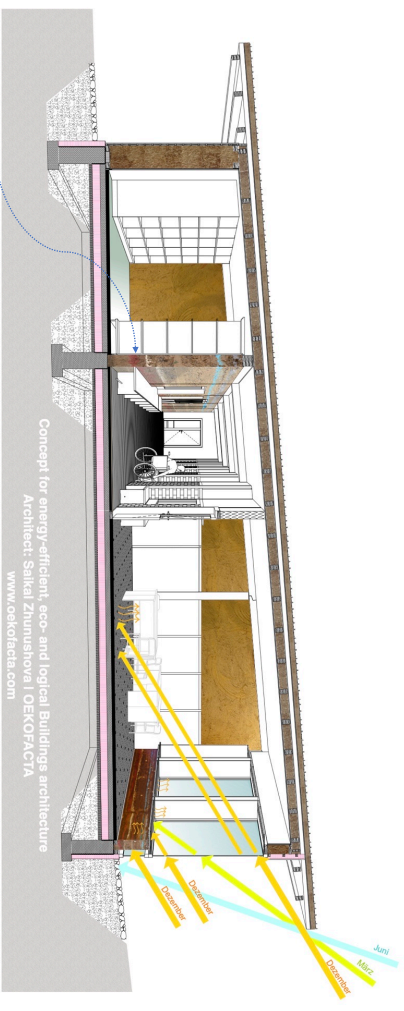 Concept for energy-efficient, eco- and logical Buildings architecture
Architect: Saikal Zhunushova I OEKOFACTA
www.oekofacta.com
Juni
März
Dezember
Dezember
Dezember